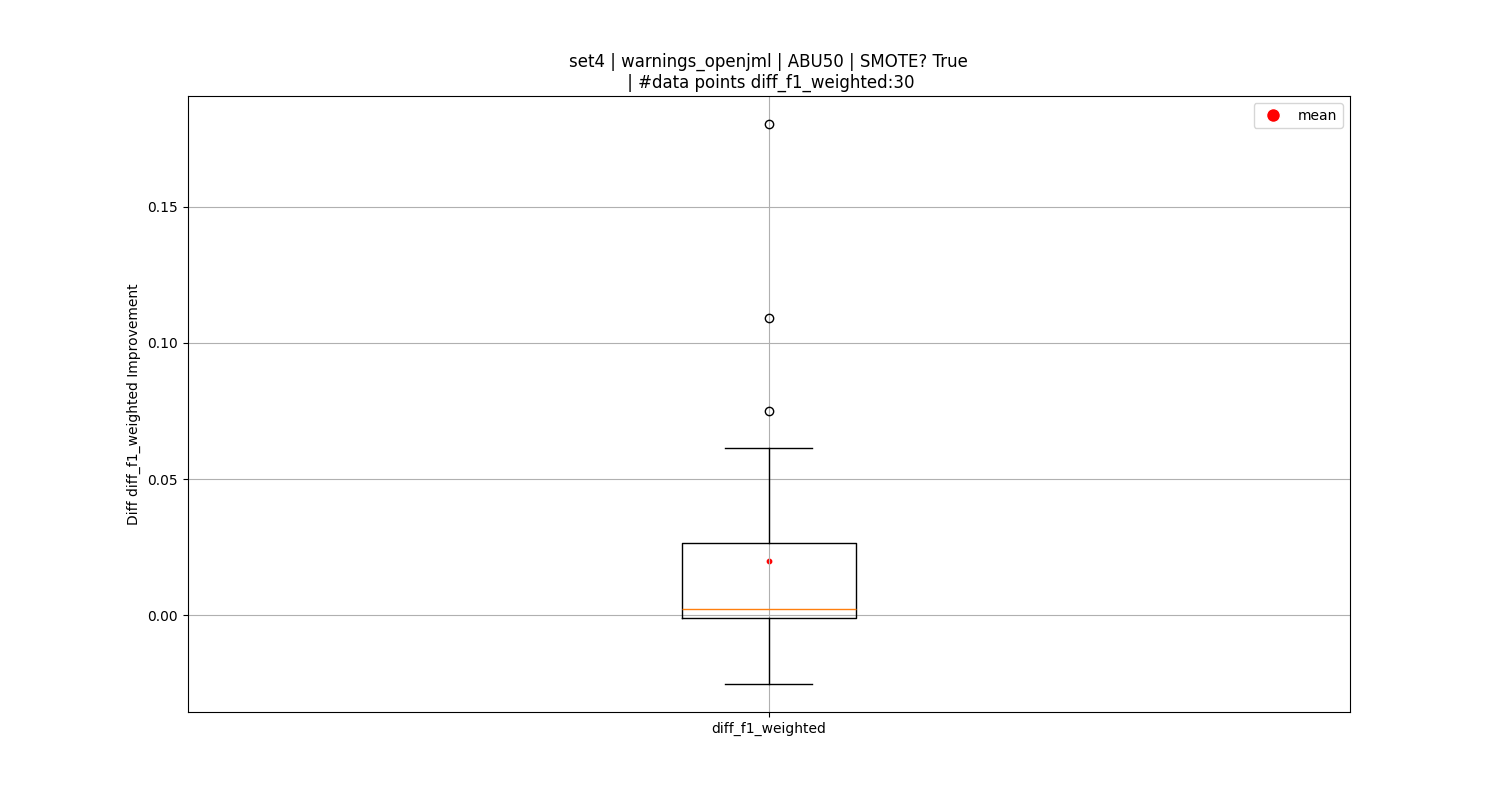 set4 | warnings_openjml | ABU50 | SMOTE? True
| #data points diff_f1_weighted:30
mean
0.15
0.10
0.05
0.00
Diff diff_f1_weighted Improvement
diff_f1_weighted